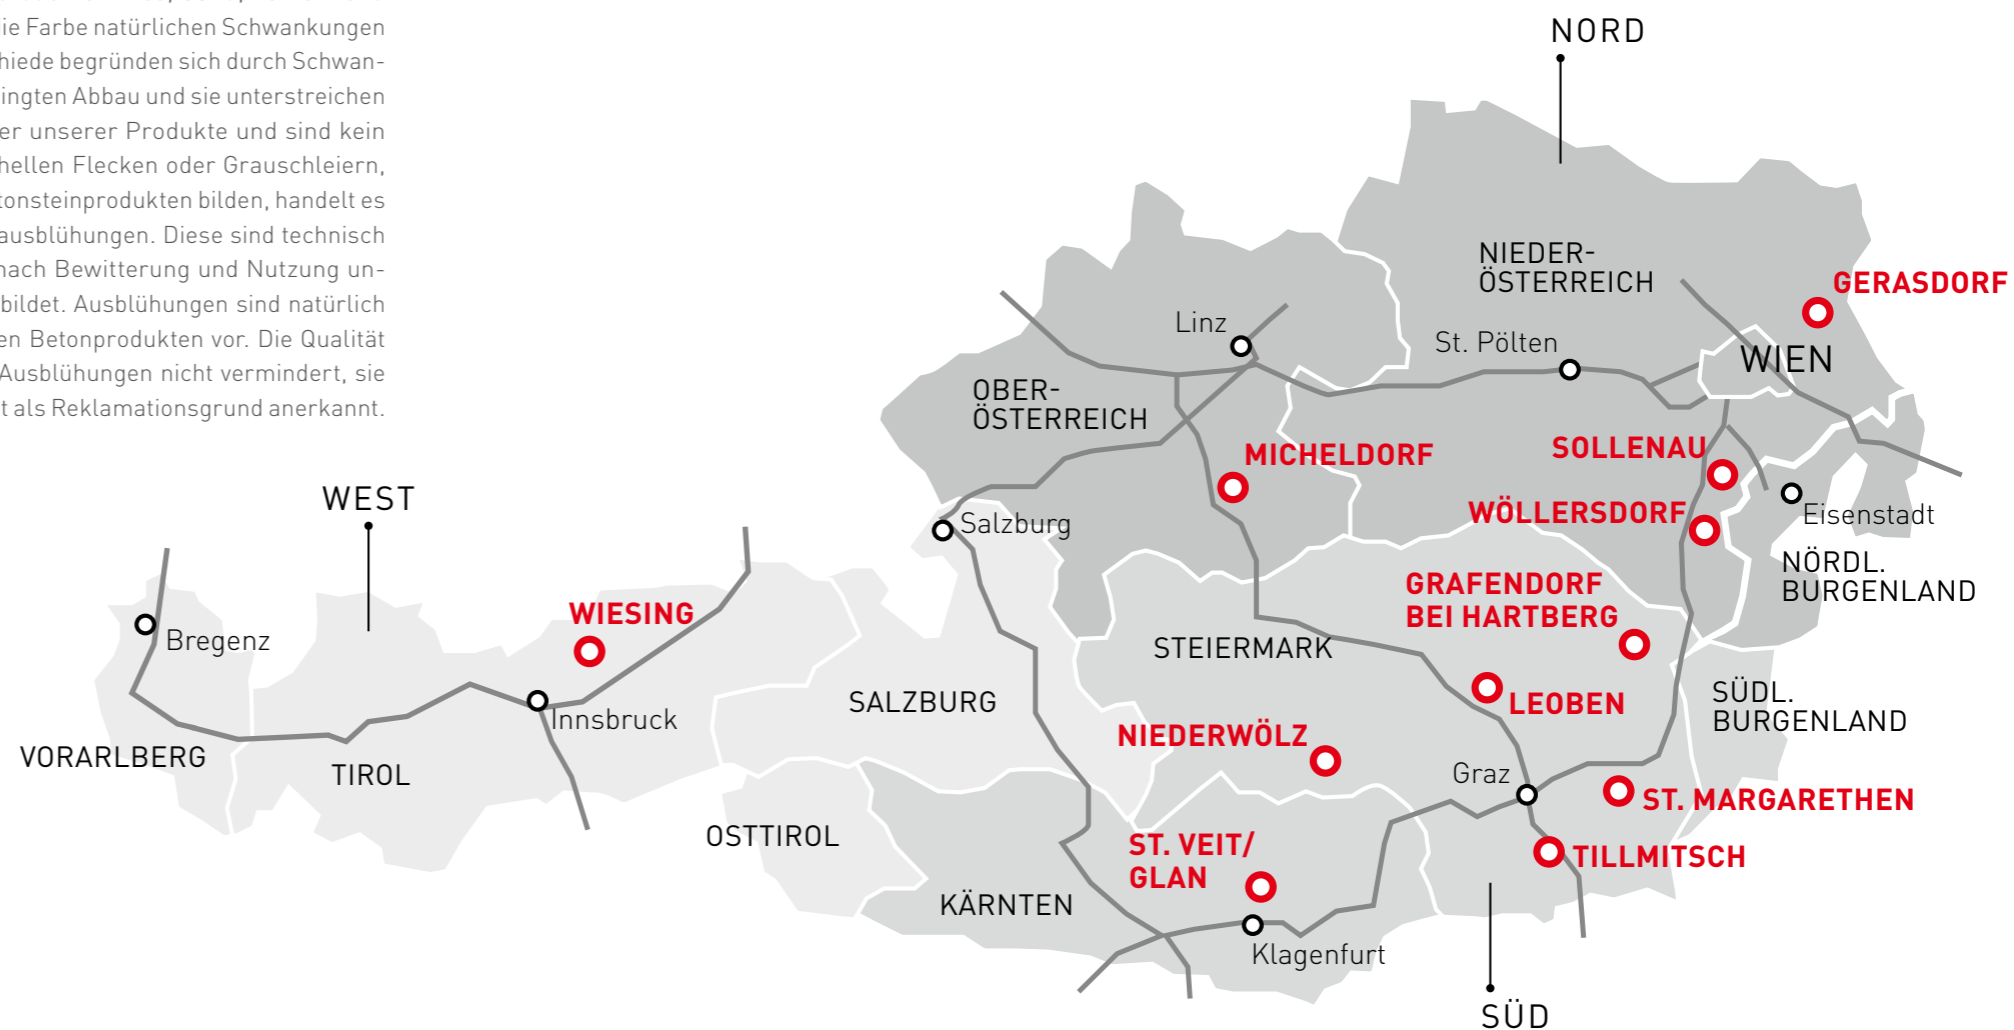 die Farbe natürlichen Schwankungen
hiede begründen sich durch Schwan-
ingten Abbau und sie unterstreichen
er unserer Produkte und sind kein
hellen Flecken oder Grauschleiern,
tonsteinprodukten bilden, handelt es
ausblühungen. Diese sind technisch
nach Bewitterung und Nutzung un-
bildet. Ausblühungen sind natürlich
en Betonprodukten vor. Die Qualität
Ausblühungen nicht vermindert, sie
t als Reklamationsgrund anerkannt.
NORD
NIEDER-
ÖSTERREICH
GERASDORF
Linz
St. Pölten
WIEN
OBER-
ÖSTERREICH
MICHELDORF
SOLLENAU
WEST
Salzburg
WÖLLERSDORF
Eisenstadt
NÖRDL.
BURGENLAND
GRAFENDORF
BEI HARTBERG
WIESING
Bregenz
STEIERMARK
SALZBURG
LEOBEN
SÜDL.
BURGENLAND
Innsbruck
NIEDERWÖLZ
VORARLBERG
TIROL
Graz
ST. MARGARETHEN
OSTTIROL
ST. VEIT/
GLAN
TILLMITSCH
KÄRNTEN
Klagenfurt
SÜD